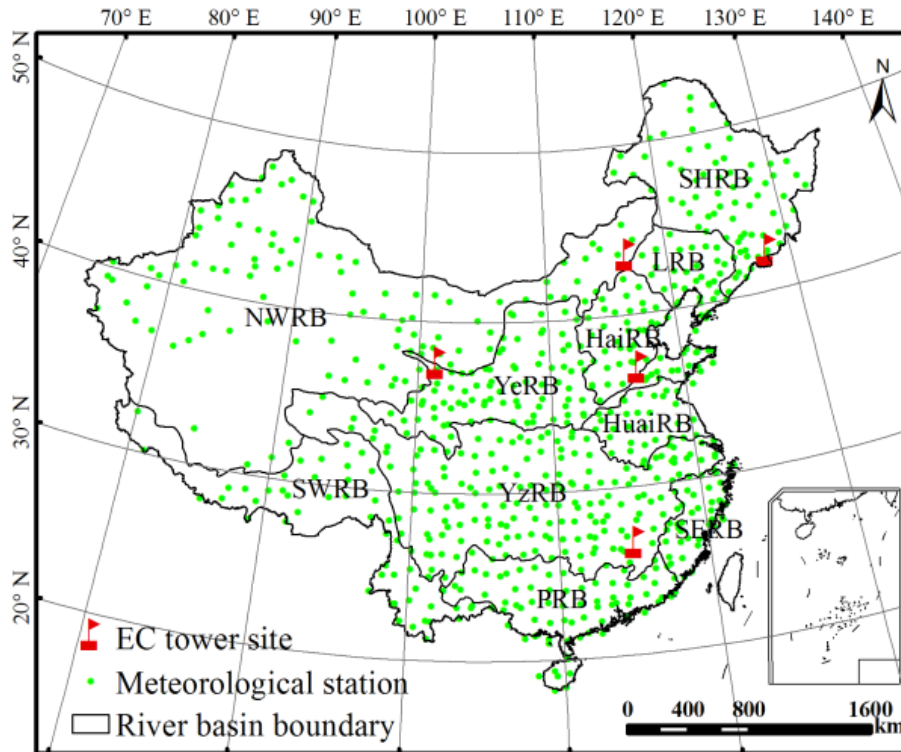 70° E 80° E 90° E 100° E 110° E 120° E 130° E 140° E
50° N
40° N
30° N
20° N
N
SHRB
LRB
NWRB
HaiRB
YeRB
HuaiRB
SWRB
YzRB
SERB
PRB
EC tower site
Meteorological station
River basin boundary
0 400 800 1600
km